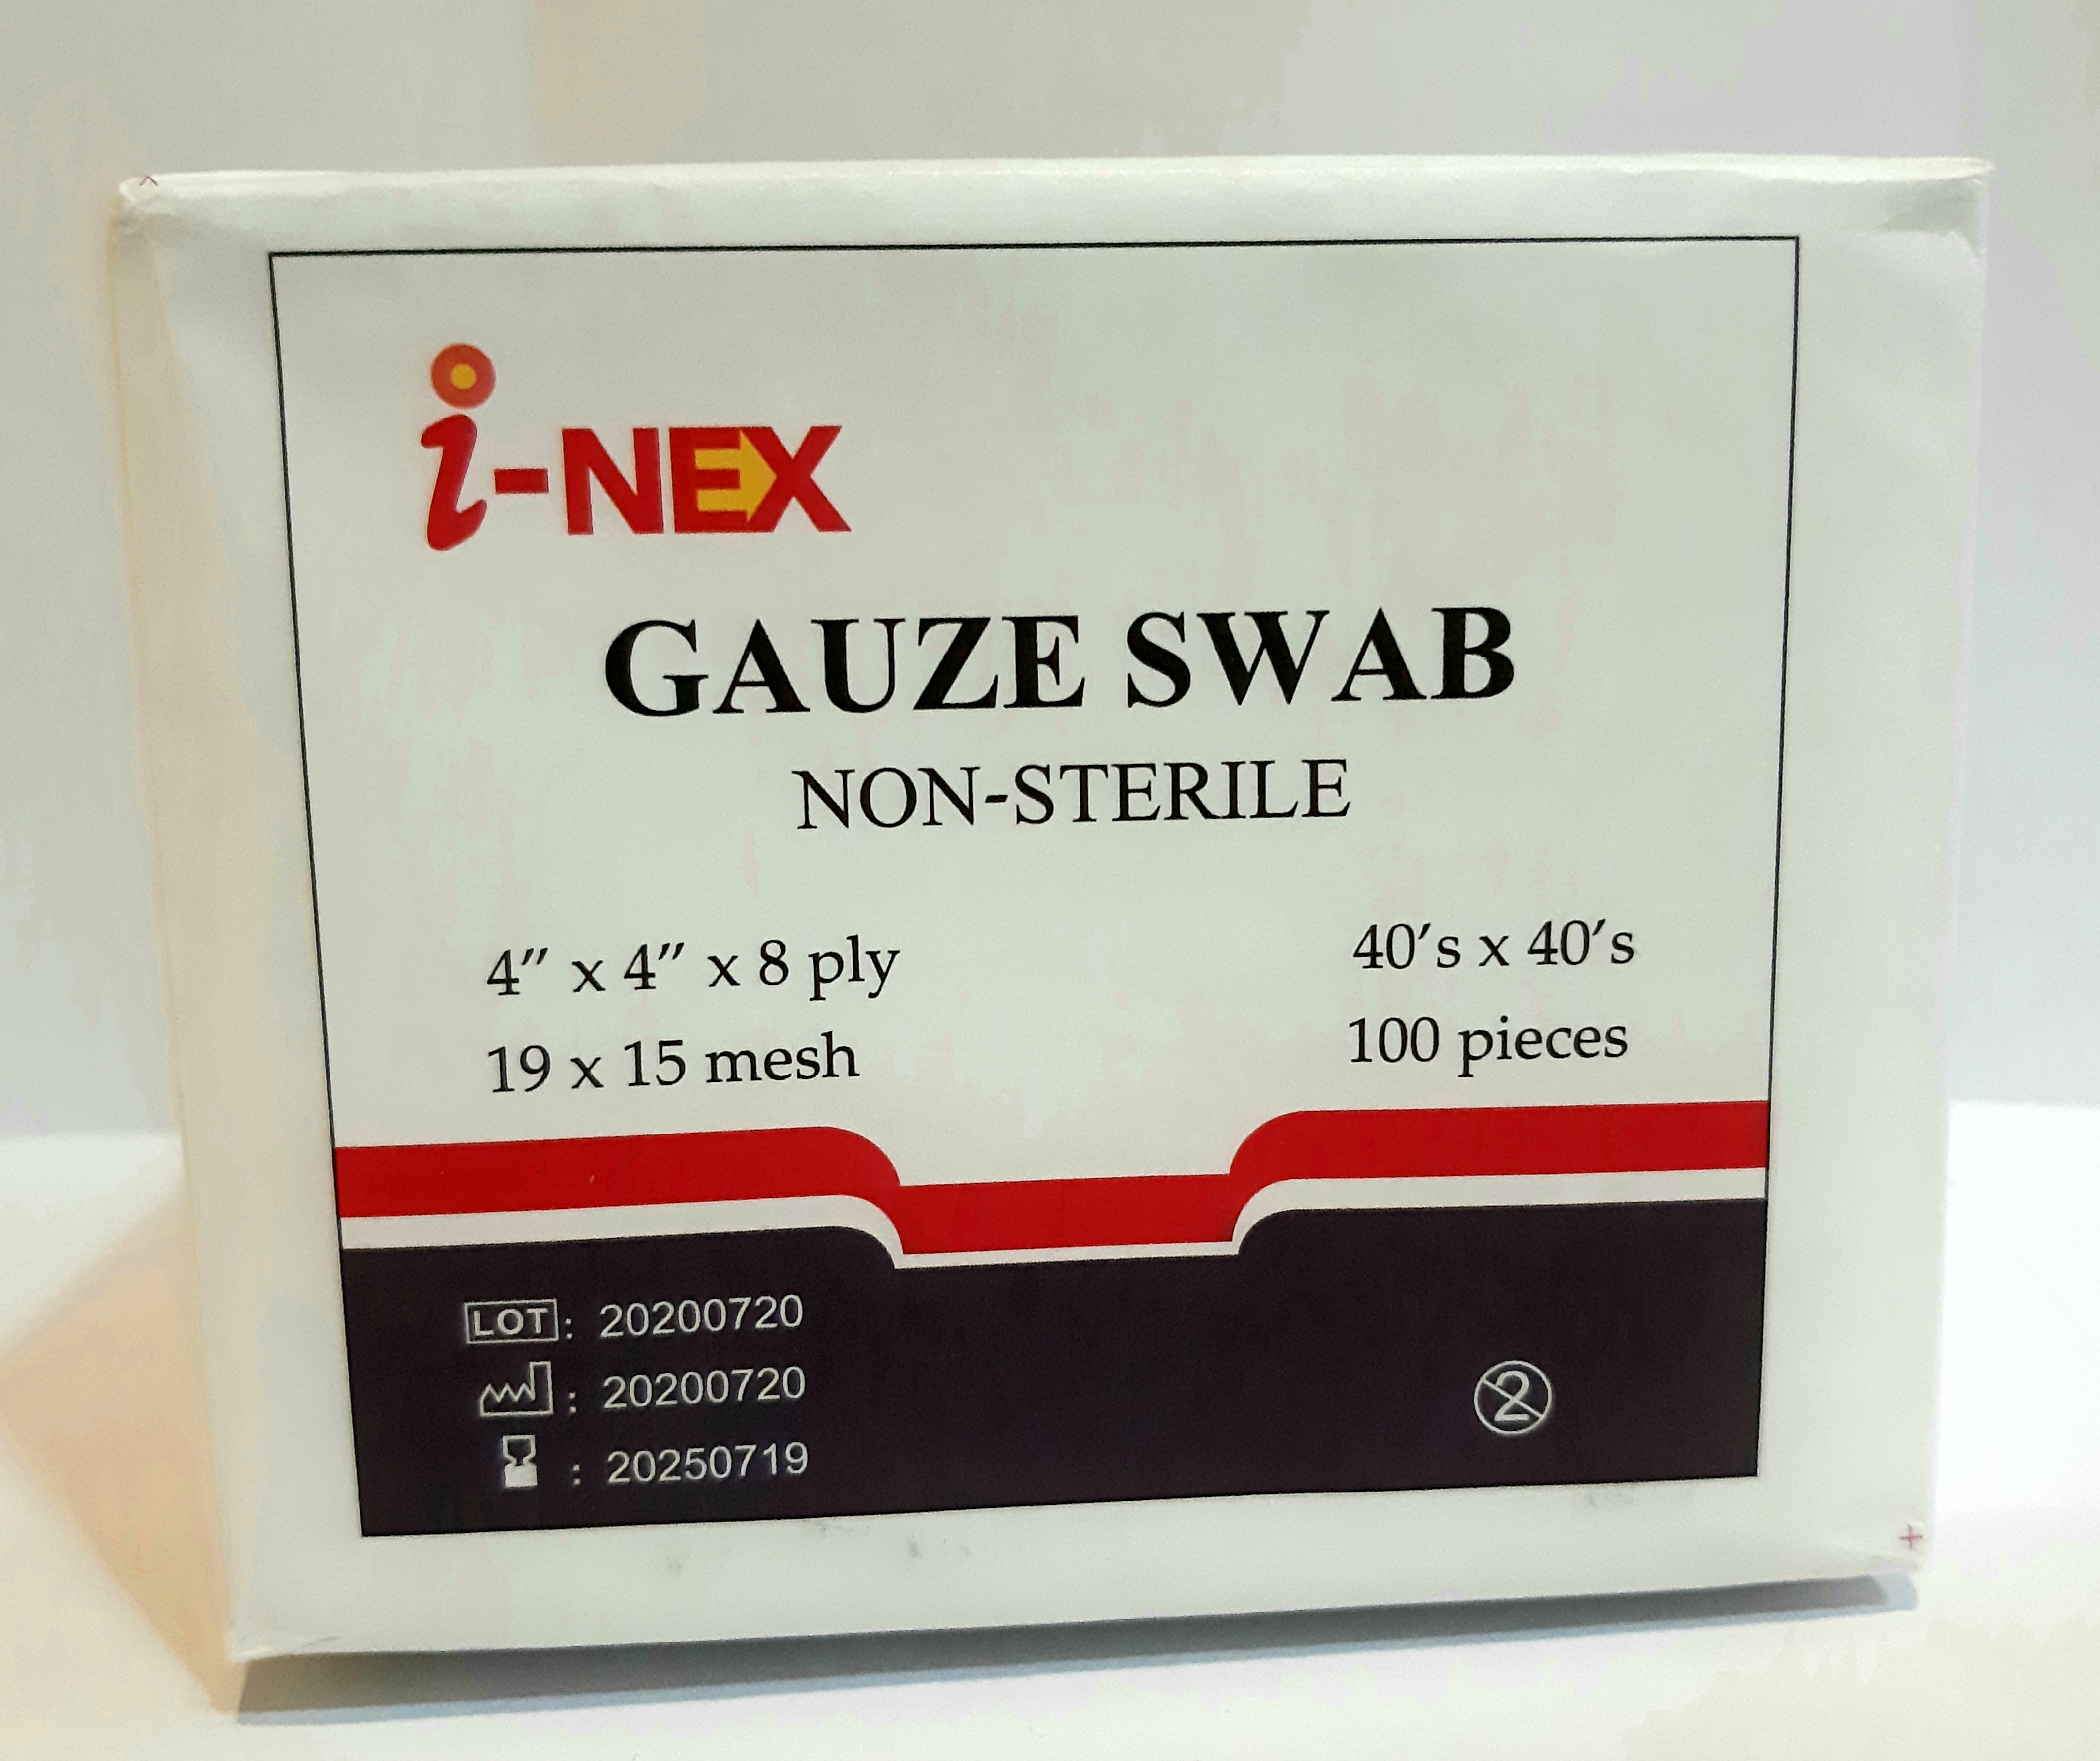 i-NEX
GAUZE SWAB
NON-STERILE
4" x 4" x 8 ply
40's x 40's
19 x 15 mesh
100 pieces
LOT: 20200720
: 20200720
: 20250719
2